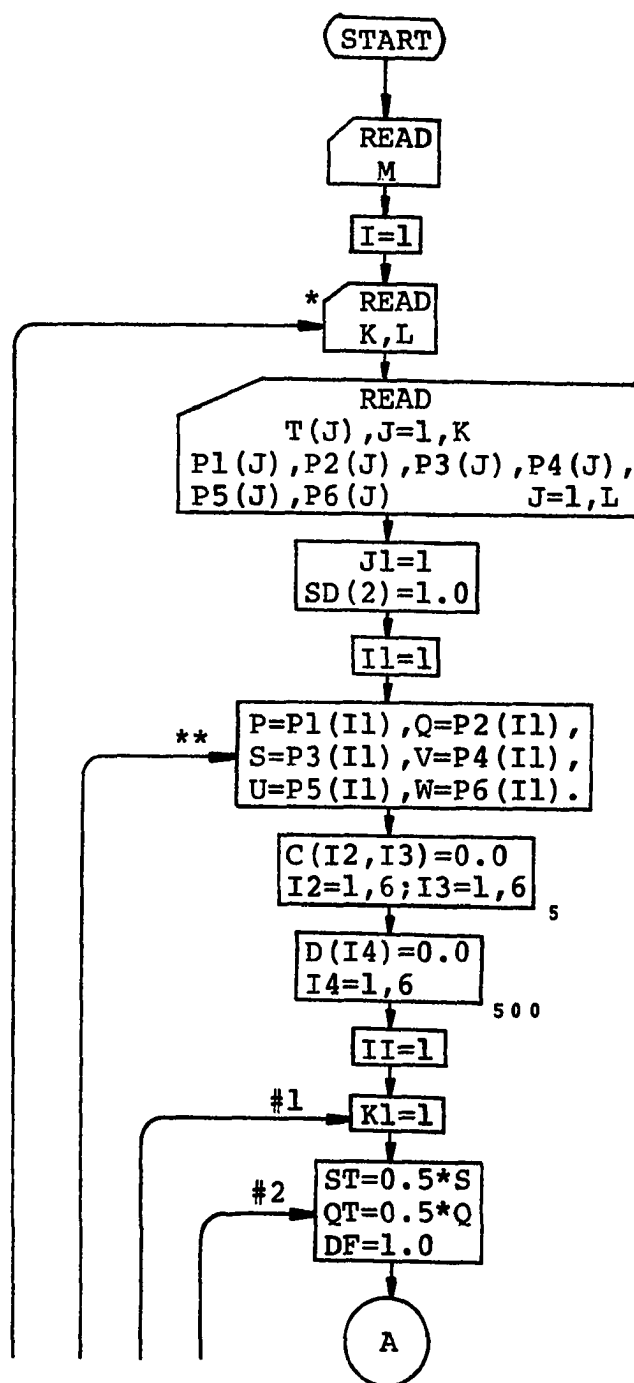 START
READ
M
I=1
*
READ
K,L
READ
T(J),J=1,K
P1(J),P2(J),P3(J),P4(J),
P5(J),P6(J) J=1,L
J1=1
SD(2)=1.0
I1=1
**
P=P1(I1),Q=P2(I1),
S=P3(I1),V=P4(I1),
U=P5(I1),W=P6(I1).
C(I2,I3)=0.0
I2=1,6;I3=1,6
5
D(I4)=0.0
I4=1,6
500
II=1
#1
K1=1
#2
ST=0.5*S
QT=0.5*Q
DF=1.0
A